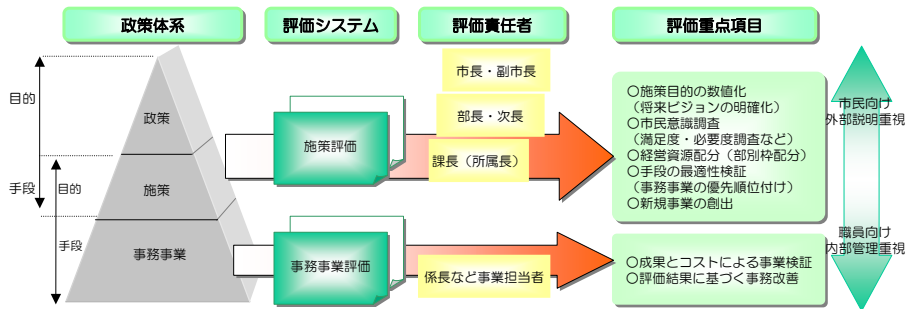 政策体系
評価システム
評価責任者
評価重点項目
目的
手段
目的
手段
政策
施策
事務事業
施策評価
事務事業評価
市長・副市長
部長・次長
課長（所属長）
係長など事業担当者
○施策目的の数値化
（将来ビジョンの明確化）
○市民意識調査
（満足度・必要度調査など）
○経営資源配分（部別枠配分）
○手段の最適性検証
（事務事業の優先順位付け）
○新規事業の創出
○成果とコストによる事業検証
○評価結果に基づく事務改善
市民向け
外部説明重視
職員向け
内部管理重視